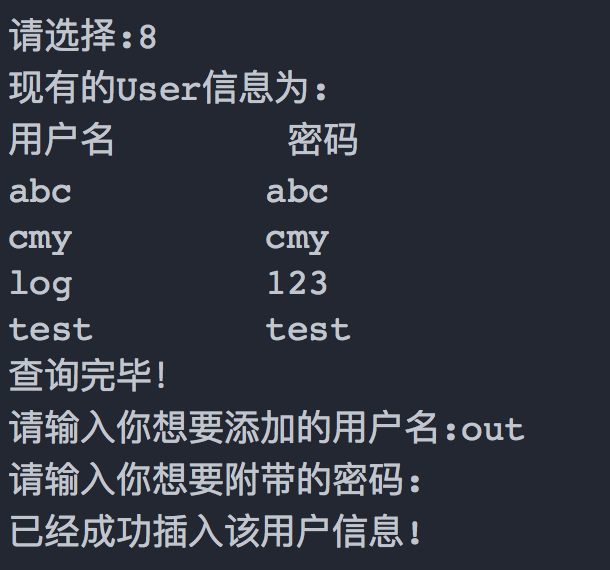 请选择:8
现有的User信息为:
用户名 密码
abc abc
cmy cmy
log 123
test test
查询完毕!
请输入你想要添加的用户名:out
请输入你想要附带的密码:
已经成功插入该用户信息!